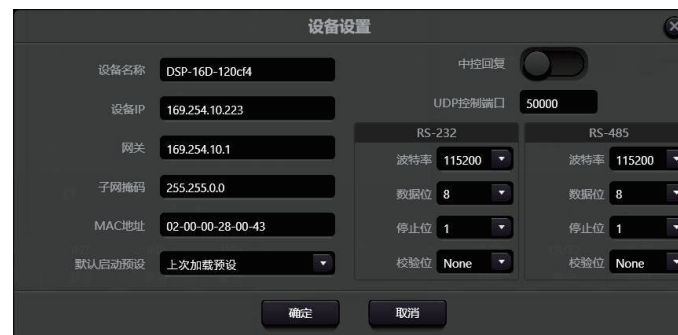 设备设置
设备名称 DSP-16D-120cf4
设备IP 169.254.10.223
网关 169.254.10.1
子网掩码 255.255.0.0
MAC地址 02-00-00-28-00-43
默认启动预设 上次加载预设
中控回复
UDP控制端口 50000
RS-232
波特率 115200
数据位 8
停止位 1
校验位 None
RS-485
波特率 115200
数据位 8
停止位 1
校验位 None
确定 取消